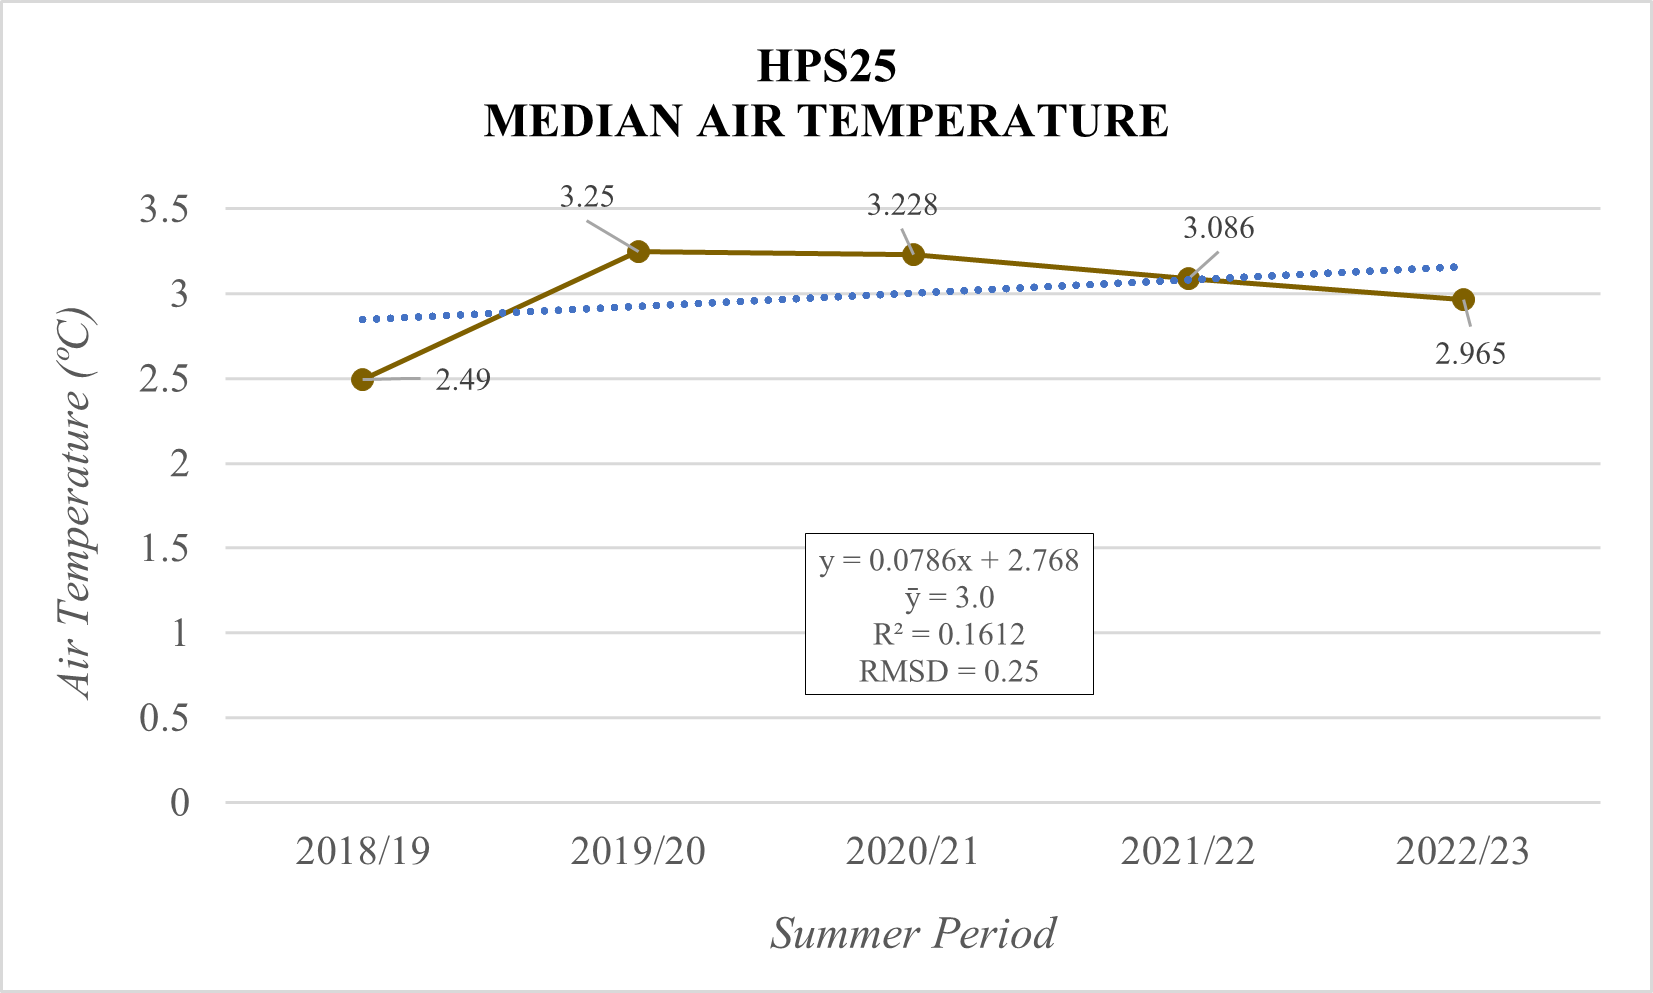 HPS25
MEDIAN AIR TEMPERATURE
3.5
3
2.5
2
1.5
1
0.5
0
Air Temperature (ºC)
3.25
3.228
3.086
2.49
2.965
y = 0.0786x + 2.768
ȳ = 3.0
R² = 0.1612
RMSD = 0.25
2018/19
2019/20
2020/21
2021/22
2022/23
Summer Period